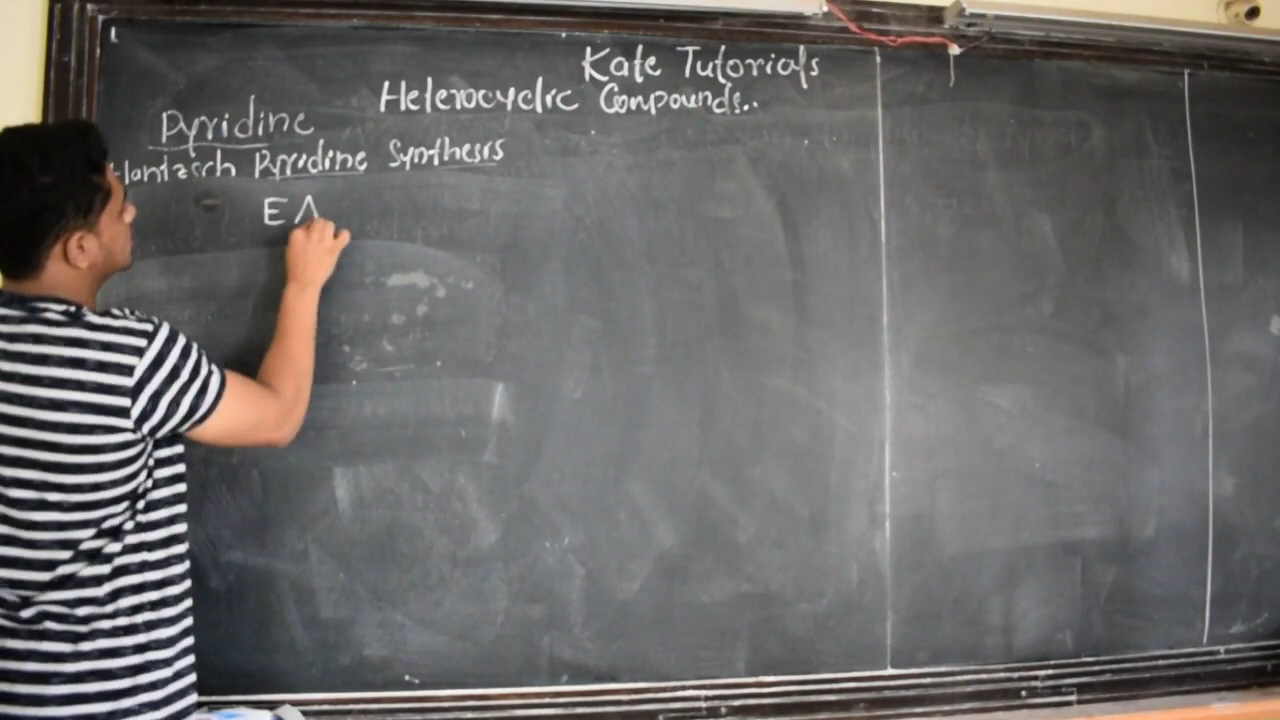 Kate Tutorials
Heterocyclic Compounds..
Pyridine
Hantzsch Pyridine Synthesis
EA